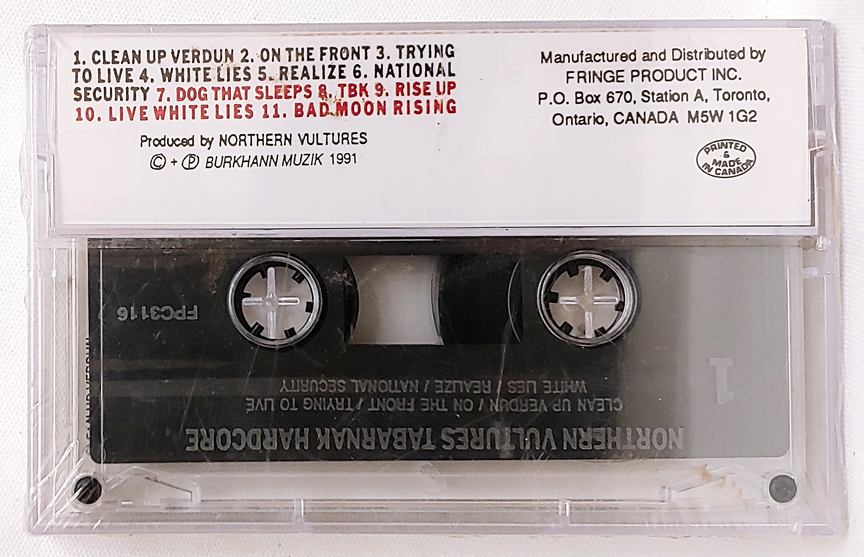 1. CLEAN UP VERDUN 2. ON THE FRONT 3. TRYING
TO LIVE 4. WHITE LIES 5. REALIZE 6. NATIONAL
SECURITY 7. DOG THAT SLEEPS 8. TBK 9. RISE UP
10. LIVE WHITE LIES 11. BAD MOON RISING
Produced by NORTHERN VULTURES
© + ℗ BURKHANN MUZIK 1991
Manufactured and Distributed by
FRINGE PRODUCT INC.
P.O. Box 670, Station A, Toronto,
Ontario, CANADA M5W 1G2
PRINTED
&
MADE
IN CANADA
NORTHERN VULTURES TABARNAK HARDCORE
CLEAN UP VERDUN / ON THE FRONT / TRYING TO LIVE
WHITE LIES / REALIZE / NATIONAL SECURITY
1
FPC3116